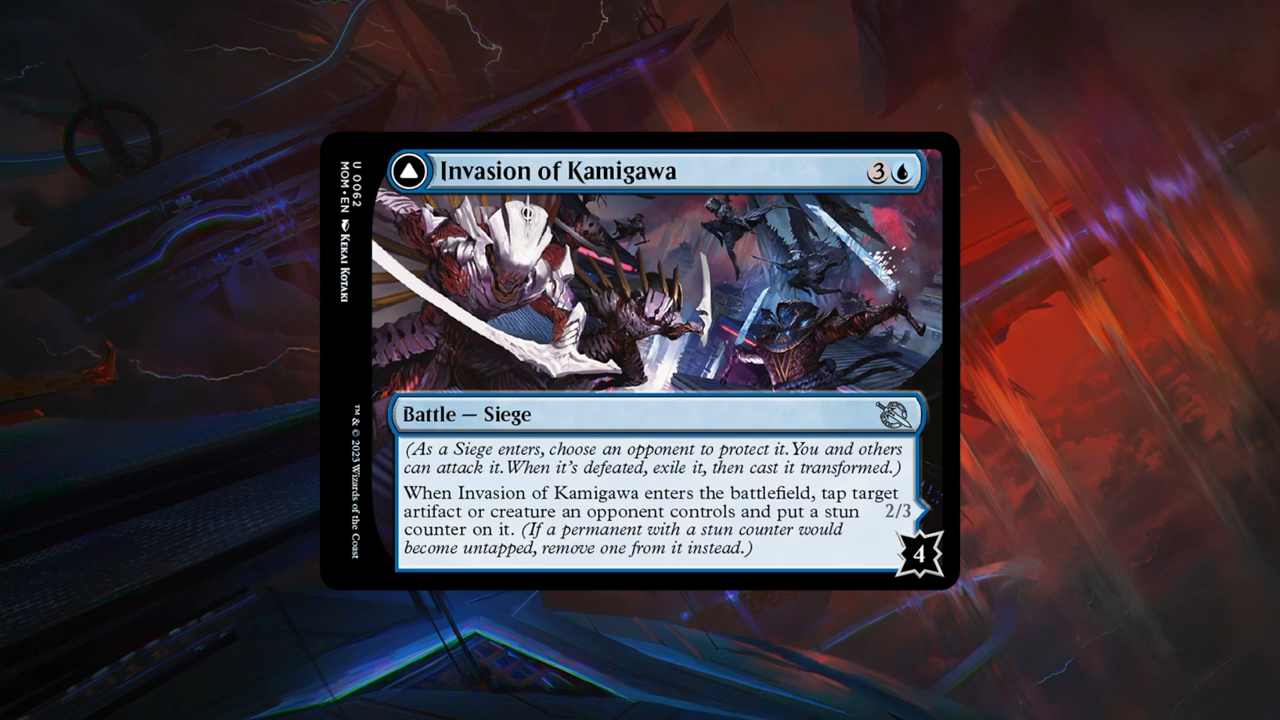 Invasion of Kamigawa 3
U 0062
MOM • EN KEKAI KOTAKI
™ & © 2023 Wizards of the Coast
Battle — Siege
(As a Siege enters, choose an opponent to protect it. You and others
can attack it. When it's defeated, exile it, then cast it transformed.)
When Invasion of Kamigawa enters the battlefield, tap target
artifact or creature an opponent controls and put a stun
counter on it. (If a permanent with a stun counter would
become untapped, remove one from it instead.)
2/3
4